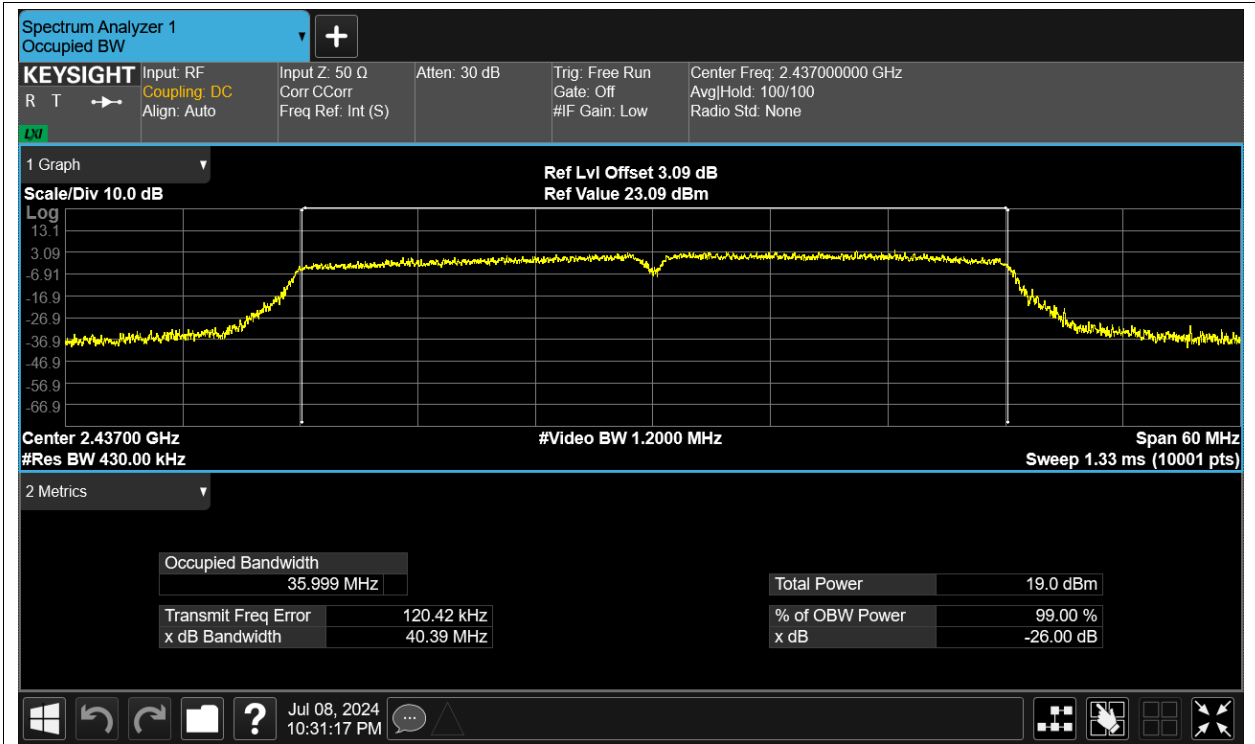 Spectrum Analyzer 1
Occupied BW
▼
+
KEYSIGHT
R T
LXI
Input: RF
Coupling: DC
Align: Auto
Input Z: 50 Ω
Corr CCorr
Freq Ref: Int (S)
Atten: 30 dB
Trig: Free Run
Gate: Off
#IF Gain: Low
Center Freq: 2.437000000 GHz
Avg|Hold: 100/100
Radio Std: None
1 Graph ▼
Scale/Div 10.0 dB
Ref Lvl Offset 3.09 dB
Ref Value 23.09 dBm
Log
13.1
3.09
-6.91
-16.9
-26.9
-36.9
-46.9
-56.9
-66.9
Center 2.43700 GHz
#Res BW 430.00 kHz
#Video BW 1.2000 MHz
Span 60 MHz
Sweep 1.33 ms (10001 pts)
2 Metrics ▼
Occupied Bandwidth
35.999 MHz
Transmit Freq Error 120.42 kHz
x dB Bandwidth 40.39 MHz
Total Power 19.0 dBm
% of OBW Power 99.00 %
x dB -26.00 dB
?
Jul 08, 2024
10:31:17 PM